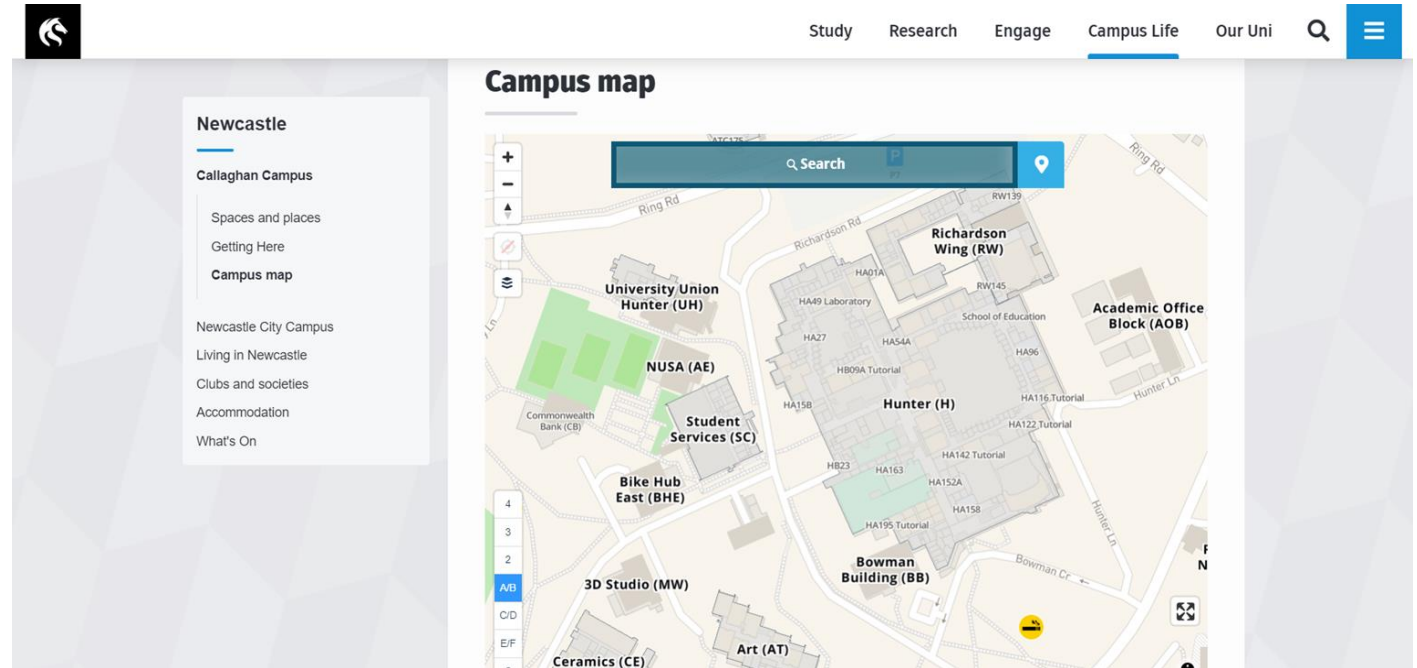 Study Research Engage Campus Life Our Uni
Newcastle
Callaghan Campus
Spaces and places
Getting Here
Campus map
Newcastle City Campus
Living in Newcastle
Clubs and societies
Accommodation
What's On
Campus map
Search
P
Ring Rd
Ring Rd
RW139
Richardson Rd
Richardson
Wing (RW)
HA01A
University Union
Hunter (UH)
HA49 Laboratory
RW145
School of Education
Academic Office
Block (AOB)
HA27
HA54A
HA96
NUSA (AE)
HB09A Tutorial
Hunter Ln
HA15B
Hunter (H)
HA116 Tutorial
Commonwealth
Bank (CB)
Student
Services (SC)
HA122 Tutorial
HA142 Tutorial
HB23
HA163
Bike Hub
East (BHE)
HA152A
HA158
Hunter Ln
HA195 Tutorial
Bowman
Building (BB)
Bowman Cr
3D Studio (MW)
Art (AT)
Ceramics (CE)
4
3
2
A/B
C/D
E/F